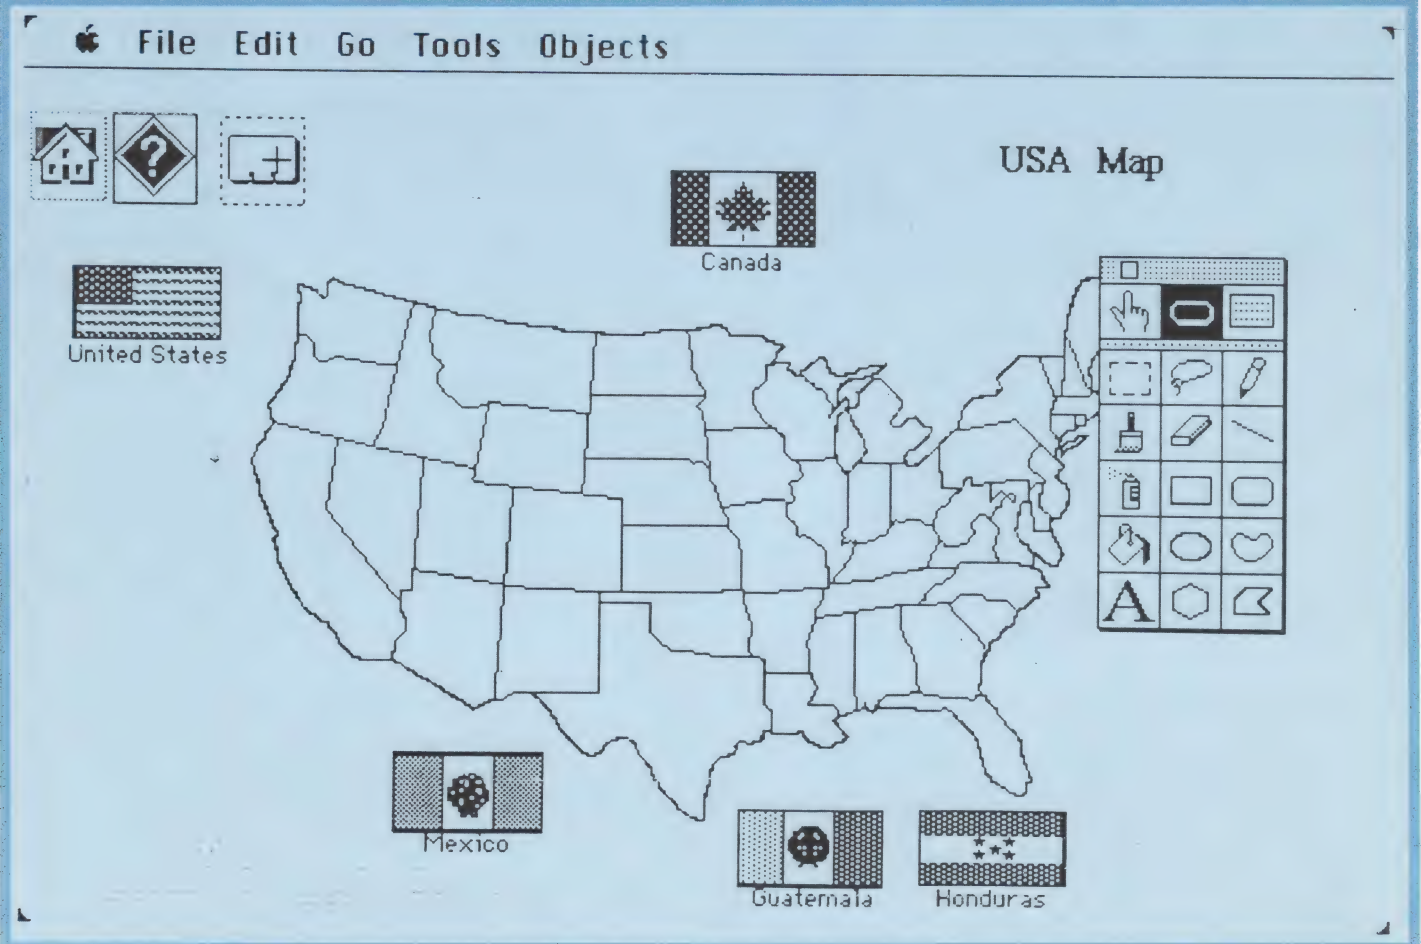 File Edit Go Tools Objects
?
USA Map
Canada
United States
A
Mexico
Guatemala
Honduras